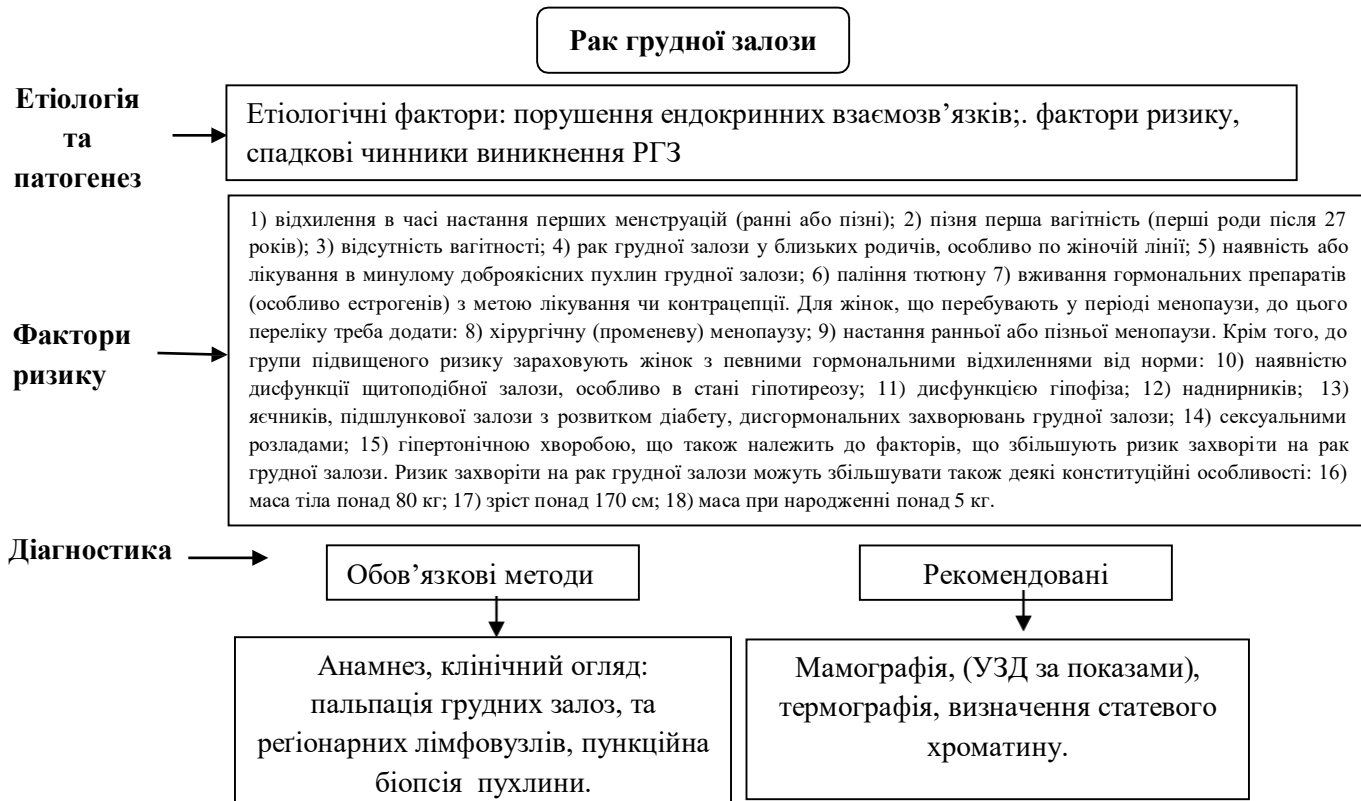 Рак грудної залози
Етіологія
та
патогенез
Етіологічні фактори: порушення ендокринних взаємозв’язків;. фактори ризику,
спадкові чинники виникнення РГЗ
Фактори
ризику
1) відхилення в часі настання перших менструацій (ранні або пізні); 2) пізня перша вагітність (перші роди після 27
років); 3) відсутність вагітності; 4) рак грудної залози у близьких родичів, особливо по жіночій лінії; 5) наявність або
лікування в минулому доброякісних пухлин грудної залози; 6) паління тютюну 7) вживання гормональних препаратів
(особливо естрогенів) з метою лікування чи контрацепції. Для жінок, що перебувають у періоді менопаузи, до цього
переліку треба додати: 8) хірургічну (променеву) менопаузу; 9) настання ранньої або пізньої менопаузи. Крім того, до
групи підвищеного ризику зараховують жінок з певними гормональними відхиленнями від норми: 10) наявністю
дисфункції щитоподібної залози, особливо в стані гіпотиреозу; 11) дисфункцією гіпофіза; 12) наднирників; 13)
яєчників, підшлункової залози з розвитком діабету, дисгормональних захворювань грудної залози; 14) сексуальними
розладами; 15) гіпертонічною хворобою, що також належить до факторів, що збільшують ризик захворіти на рак
грудної залози. Ризик захворіти на рак грудної залози можуть збільшувати також деякі конституційні особливості: 16)
маса тіла понад 80 кг; 17) зріст понад 170 см; 18) маса при народженні понад 5 кг.
Діагностика
Обов’язкові методи
Рекомендовані
Анамнез, клінічний огляд:
пальпація грудних залоз, та
реґіонарних лімфовузлів, пункційна
біопсія пухлини.
Мамографія, (УЗД за показами),
термографія, визначення статевого
хроматину.